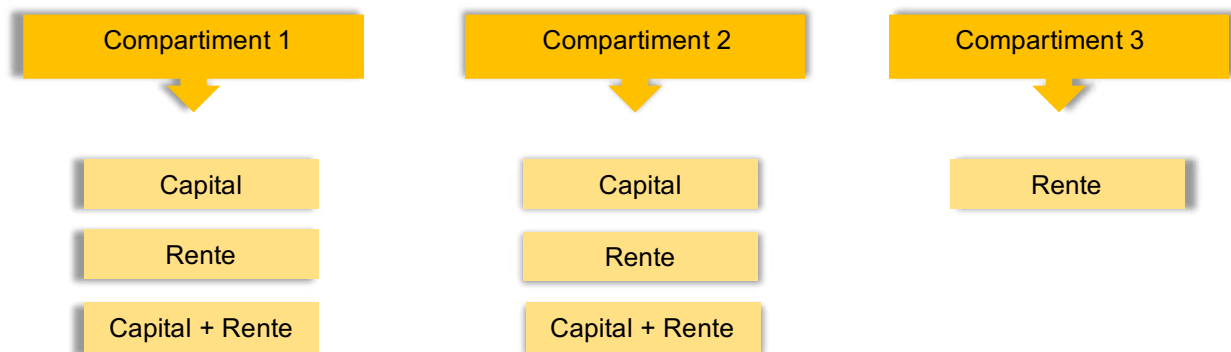 Compartiment 1
Compartiment 2
Compartiment 3
Capital
Capital
Rente
Rente
Rente
Capital + Rente
Capital + Rente